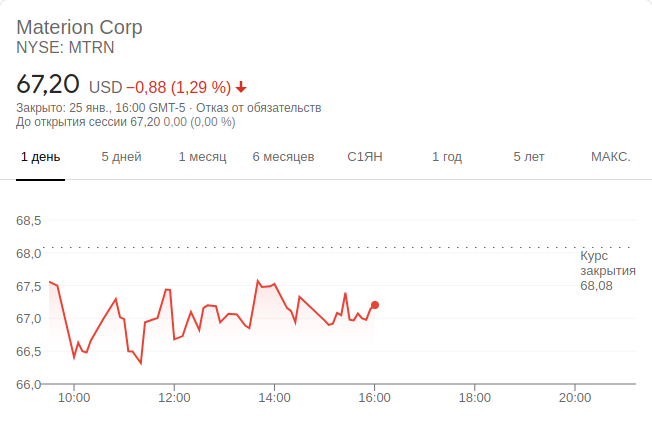 Materion Corp
NYSE: MTRN
67,20 USD −0,88 (1,29 %)
Закрыто: 25 янв., 16:00 GMT-5 · Отказ от обязательств
До открытия сессии 67,20 0,00 (0,00 %)
1 день 5 дней 1 месяц 6 месяцев С1ЯН 1 год 5 лет МАКС.
68,5
68,0
67,5
67,0
66,5
66,0
Курс
закрытия
68,08
10:00 12:00 14:00 16:00 18:00 20:00